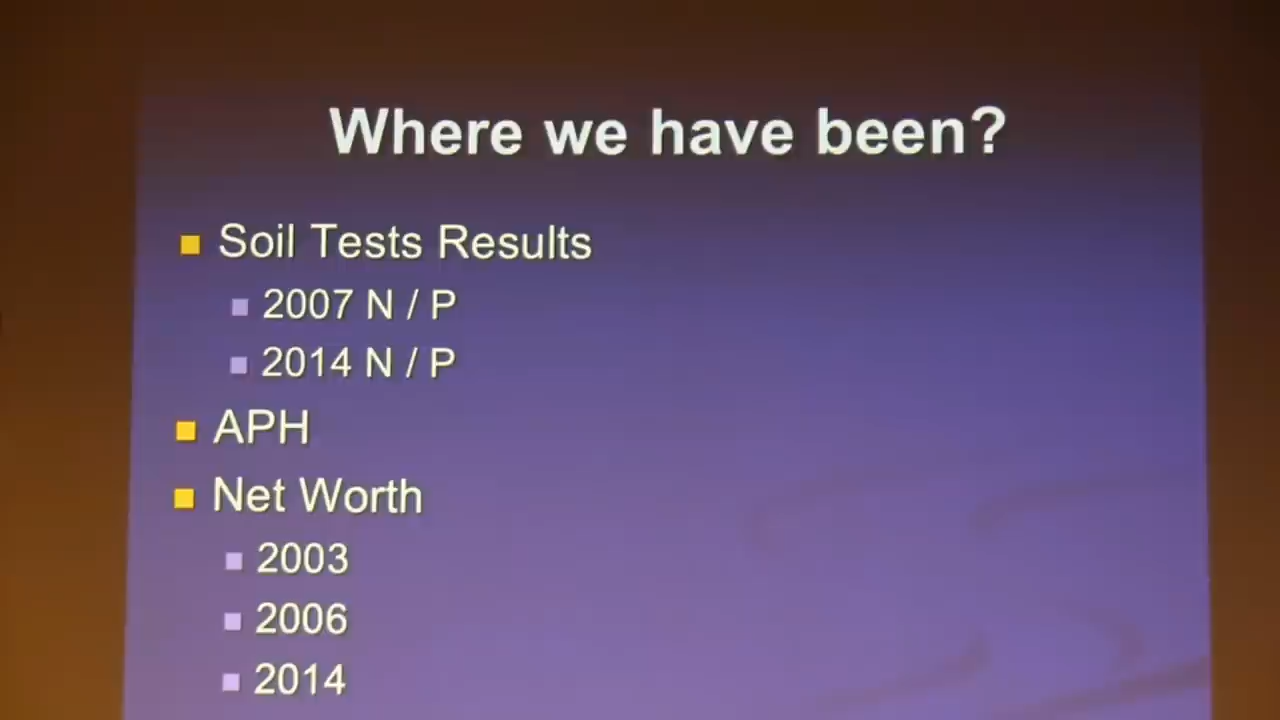 Where we have been?
Soil Tests Results
2007 N / P
2014 N / P
APH
Net Worth
2003
2006
2014